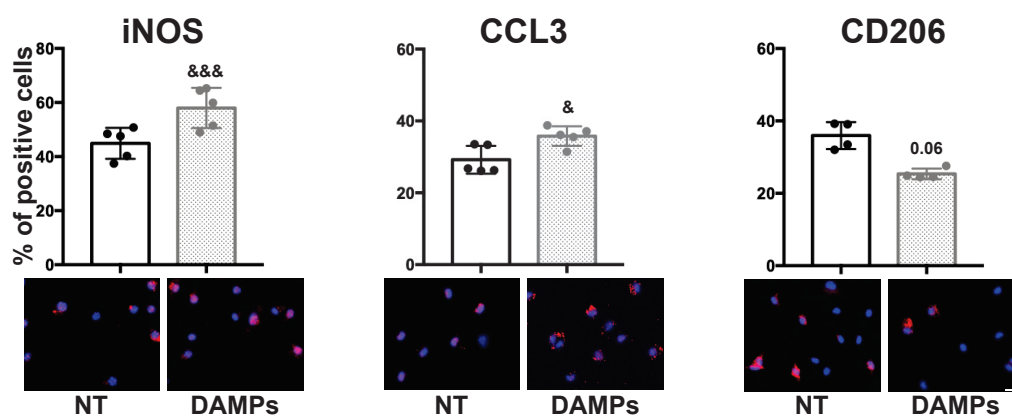 iNOS
CCL3
CD206
% of positive cells
80
60
40
20
0
&&&
60
40
20
0
&
60
40
20
0
0.06
NT
DAMPs
NT
DAMPs
NT
DAMPs